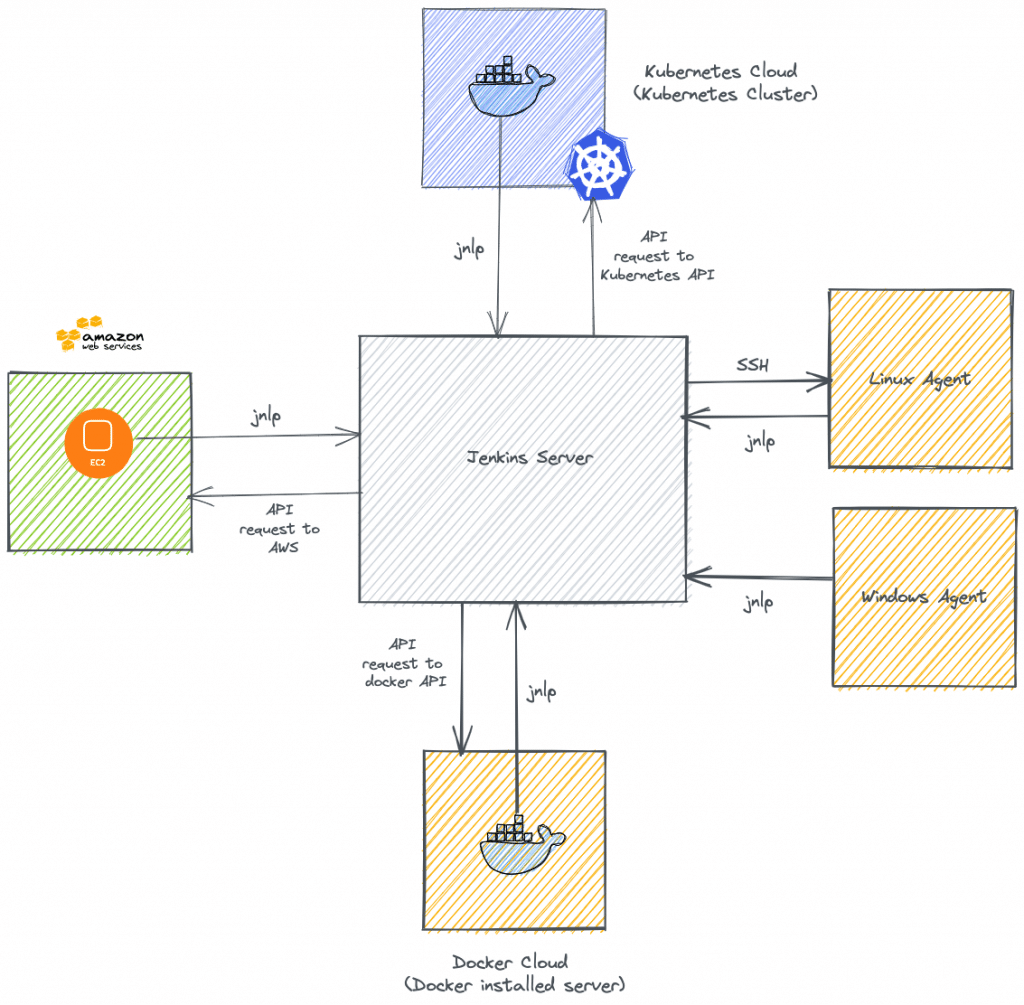 Kubernetes Cloud
(Kubernetes Cluster)
jnlp
API
request to
Kubernetes API
amazon
web services
EC2
jnlp
API
request to
AWS
Jenkins Server
SSH
jnlp
Linux Agent
jnlp
Windows Agent
API
request to
docker API
jnlp
Docker Cloud
(Docker installed server)